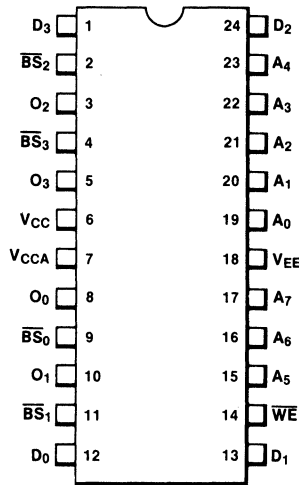 D3 1 24 D2
BS2 2 23 A4
O2 3 22 A3
BS3 4 21 A2
O3 5 20 A1
VCC 6 19 A0
VCCA 7 18 VEE
O0 8 17 A7
BS0 9 16 A6
O1 10 15 A5
BS1 11 14 WE
D0 12 13 D1